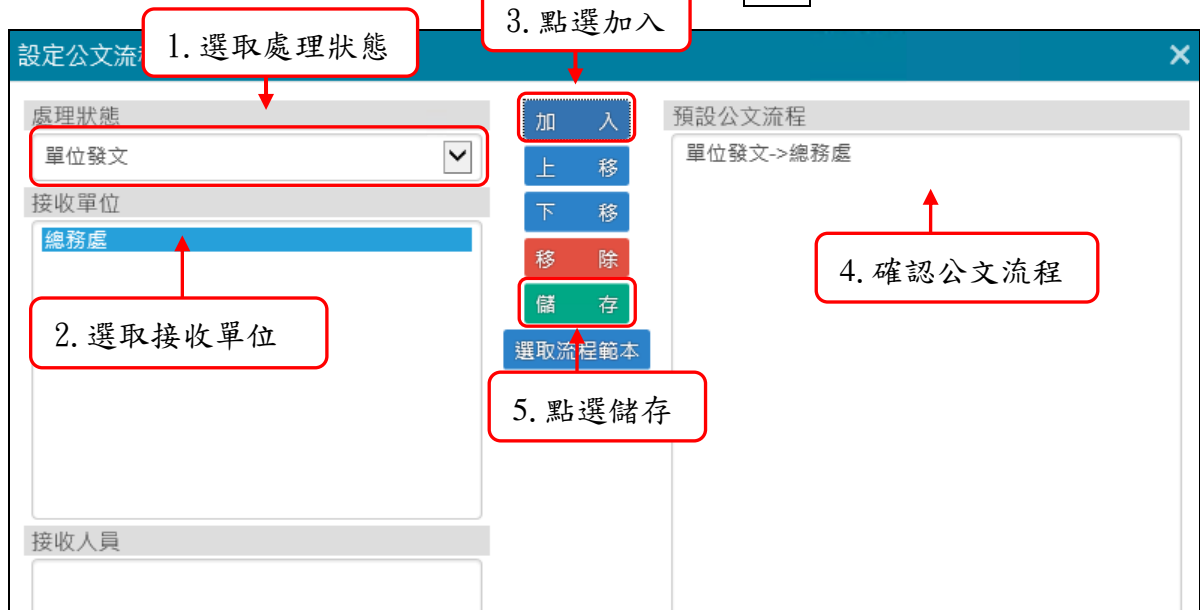 3.點選加入
1.選取處理狀態
設定公文流
處理狀態
單位發文
接收單位
總務處
2.選取接收單位
接收人員
加 入
上 移
下 移
移 除
儲 存
選取流程範本
5.點選儲存
預設公文流程
單位發文->總務處
4.確認公文流程